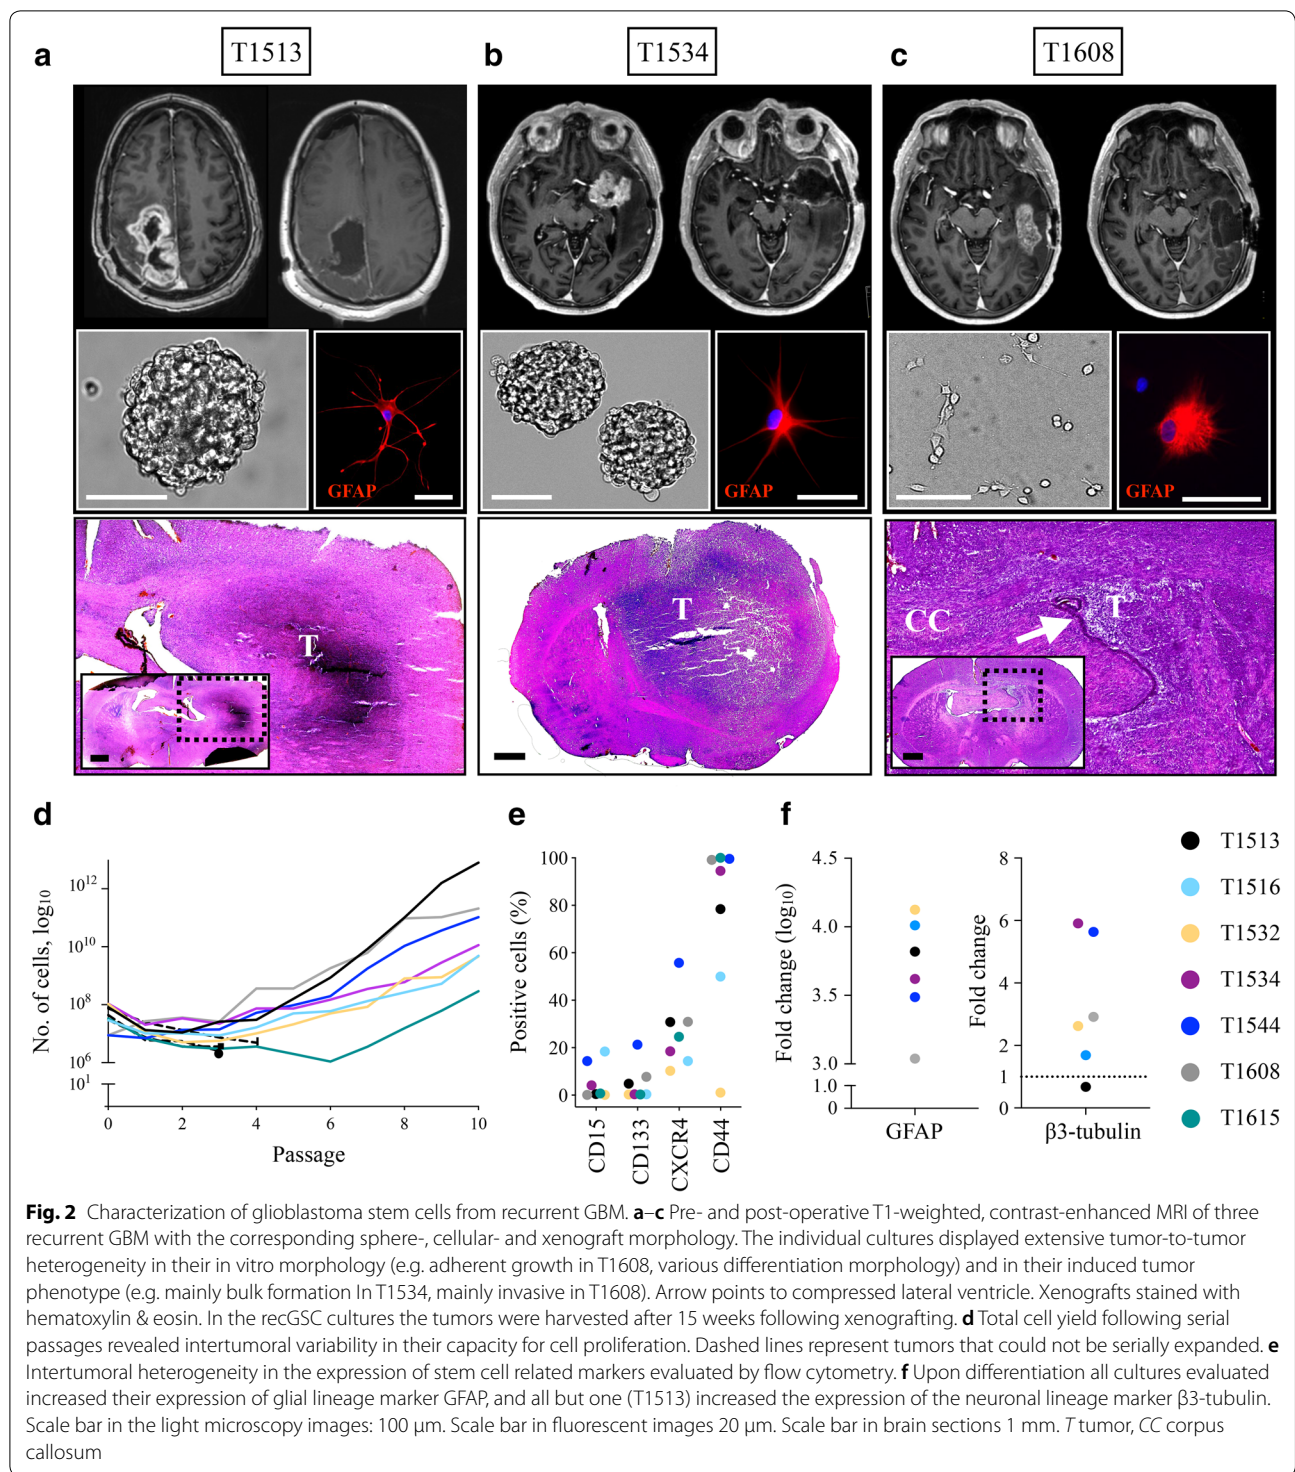 a
T1513
b
T1534
c
T1608
GFAP
GFAP
GFAP
T
T
T
CC
d
No. of cells, log10
10^12
10^10
10^8
10^6
10^1
0
2
4
6
8
10
Passage
e
Positive cells (%)
100
80
60
40
20
0
CD15
CD133
CXCR4
CD44
f
Fold change (log10)
4.5
4.0
3.5
3.0
1.0
0
GFAP
Fold change
8
6
4
2
1
0
β3-tubulin
T1513
T1516
T1532
T1534
T1544
T1608
T1615
Fig. 2 Characterization of glioblastoma stem cells from recurrent GBM. a–c Pre- and post-operative T1-weighted, contrast-enhanced MRI of three
recurrent GBM with the corresponding sphere-, cellular- and xenograft morphology. The individual cultures displayed extensive tumor-to-tumor
heterogeneity in their in vitro morphology (e.g. adherent growth in T1608, various differentiation morphology) and in their induced tumor
phenotype (e.g. mainly bulk formation In T1534, mainly invasive in T1608). Arrow points to compressed lateral ventricle. Xenografts stained with
hematoxylin & eosin. In the recGSC cultures the tumors were harvested after 15 weeks following xenografting. d Total cell yield following serial
passages revealed intertumoral variability in their capacity for cell proliferation. Dashed lines represent tumors that could not be serially expanded. e
Intertumoral heterogeneity in the expression of stem cell related markers evaluated by flow cytometry. f Upon differentiation all cultures evaluated
increased their expression of glial lineage marker GFAP, and all but one (T1513) increased the expression of the neuronal lineage marker β3-tubulin.
Scale bar in the light microscopy images: 100 μm. Scale bar in fluorescent images 20 μm. Scale bar in brain sections 1 mm. T tumor, CC corpus
callosum